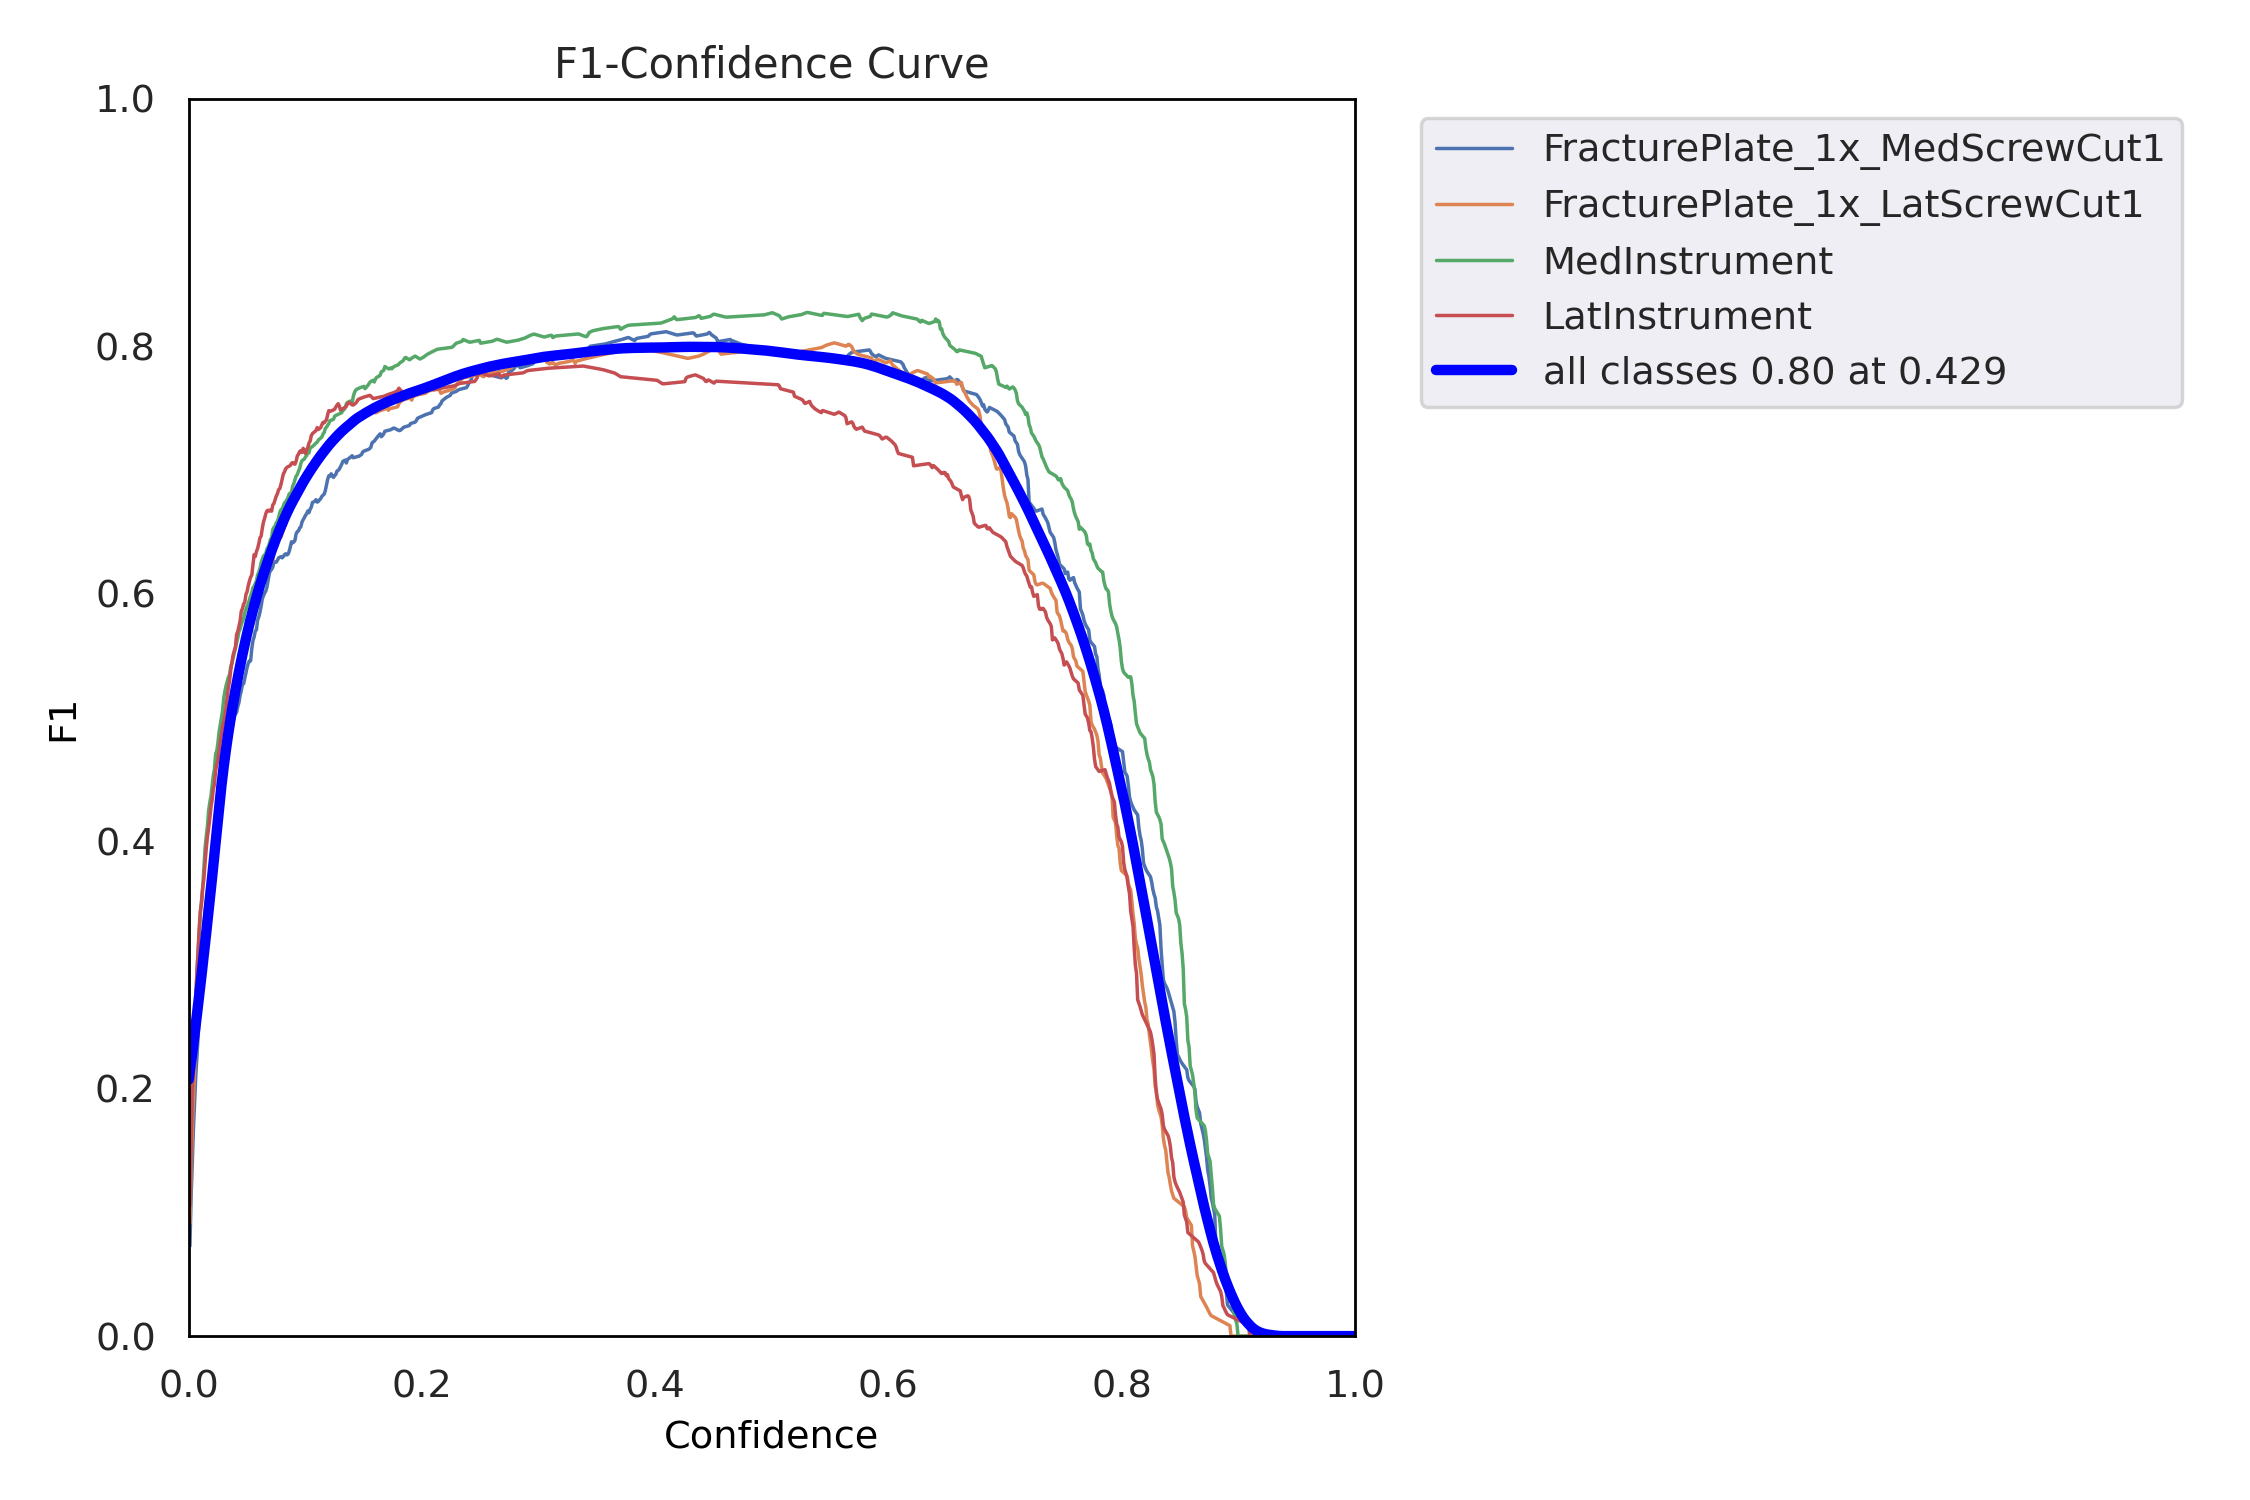 F1-Confidence Curve
1.0
0.8
0.6
0.4
0.2
0.0
F1
0.0 0.2 0.4 0.6 0.8 1.0
Confidence
FracturePlate_1x_MedScrewCut1
FracturePlate_1x_LatScrewCut1
MedInstrument
LatInstrument
all classes 0.80 at 0.429